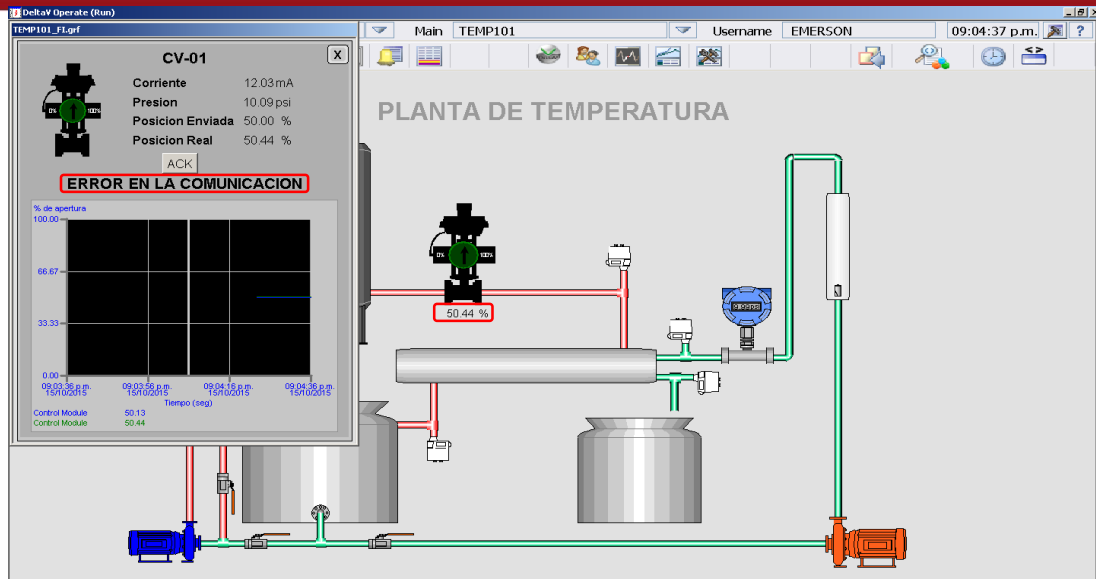 DeltaV Operate (Run)
TEMP101_FI.grf
Main TEMP101 Username EMERSON 09:04:37 p.m. ?
CV-01 X
Corriente 12.03 mA
Presion 10.09 psi
Posicion Enviada 50.00 %
Posicion Real 50.44 %
0% 100%
ACK
ERROR EN LA COMUNICACION
% de apertura
100.00
66.67
33.33
0.00
09:03:36 p.m. 09:03:56 p.m. 09:04:16 p.m. 09:04:36 p.m.
15/10/2015 15/10/2015 15/10/2015 15/10/2015
Tiempo (seg)
Control Module 50.13
Control Module 50.44
PLANTA DE TEMPERATURA
0% 100%
50.44 %